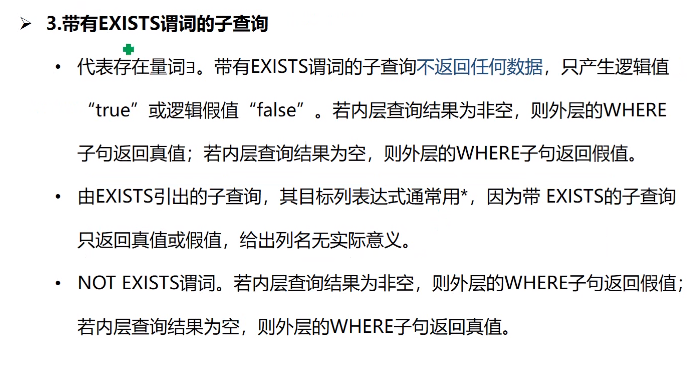 ➢ 3.带有EXISTS谓词的子查询
• 代表存在量词∃。带有EXISTS谓词的子查询不返回任何数据，只产生逻辑值
“true”或逻辑假值“false”。若内层查询结果为非空，则外层的WHERE
子句返回真值；若内层查询结果为空，则外层的WHERE子句返回假值。
• 由EXISTS引出的子查询，其目标列表达式通常用*，因为带 EXISTS的子查询
只返回真值或假值，给出列名无实际意义。
• NOT EXISTS谓词。若内层查询结果为非空，则外层的WHERE子句返回假值；
若内层查询结果为空，则外层的WHERE子句返回真值。